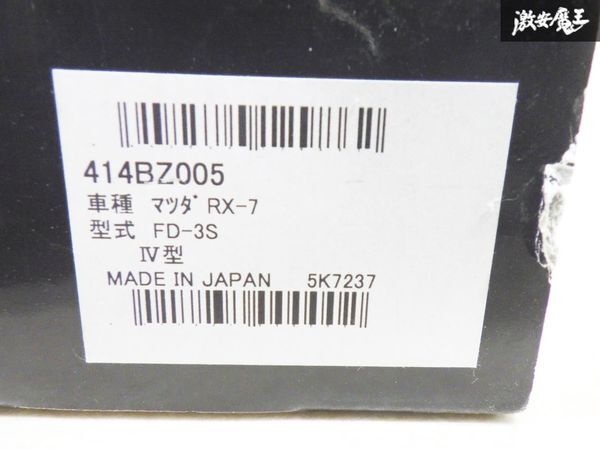 激安魔王
414BZ005
車種 マツダ RX-7
型式 FD-3S
Ⅳ型
MADE IN JAPAN 5K7237